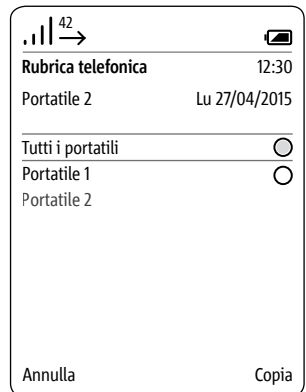 42
Rubrica telefonica 12:30
Portatile 2 Lu 27/04/2015
Tutti i portatili
Portatile 1
Portatile 2
Annulla Copia